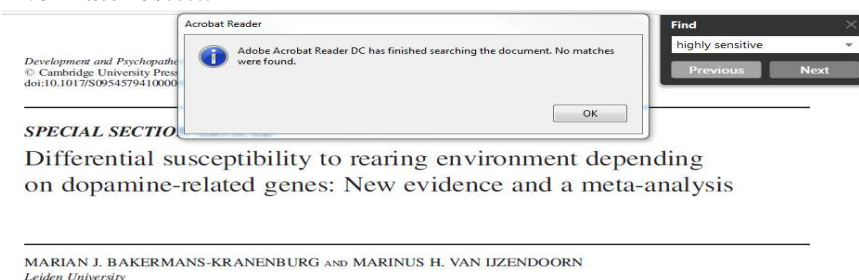 Acrobat Reader
Adobe Acrobat Reader DC has finished searching the document. No matches
were found.
OK
Find
highly sensitive
Previous Next
Development and Psychopatho
© Cambridge University Press
doi:10.1017/S0954579410000
SPECIAL SECTIO
Differential susceptibility to rearing environment depending
on dopamine-related genes: New evidence and a meta-analysis
MARIAN J. BAKERMANS-KRANENBURG AND MARINUS H. VAN IJZENDOORN
Leiden University